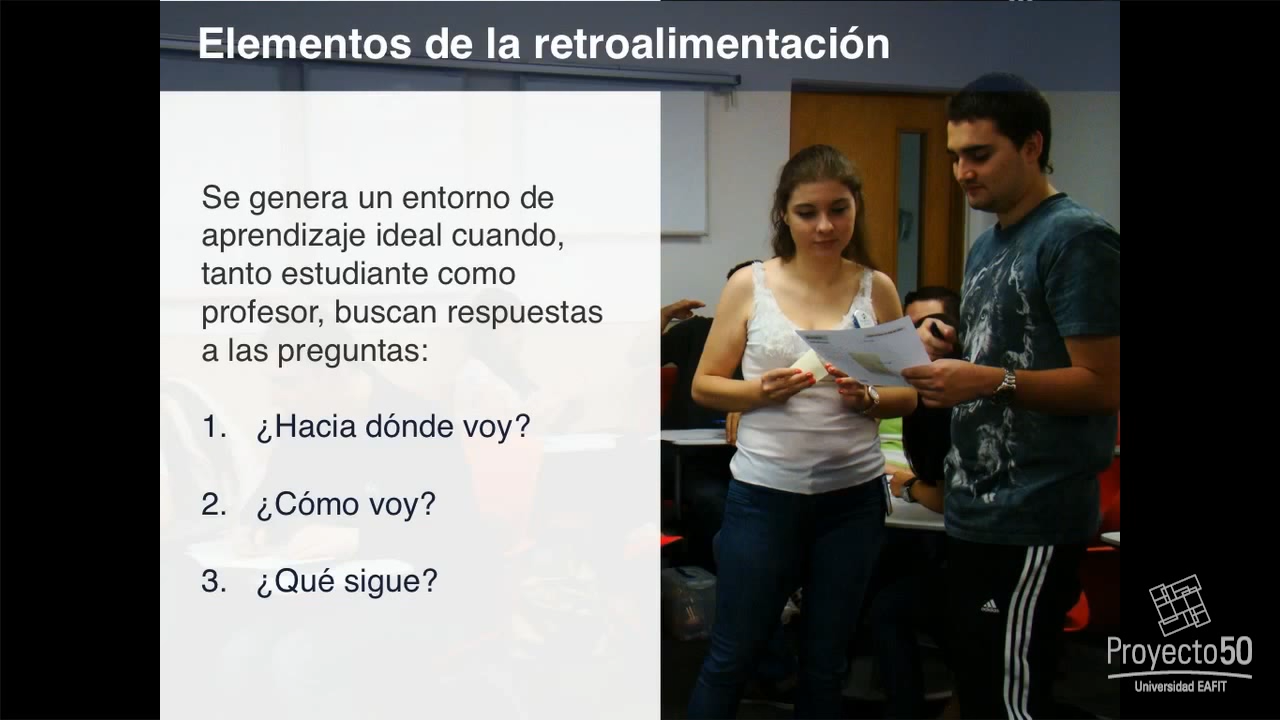 Elementos de la retroalimentación
Se genera un entorno de
aprendizaje ideal cuando,
tanto estudiante como
profesor, buscan respuestas
a las preguntas:
1. ¿Hacia dónde voy?
2. ¿Cómo voy?
3. ¿Qué sigue?
adidas
Proyecto50
Universidad EAFIT